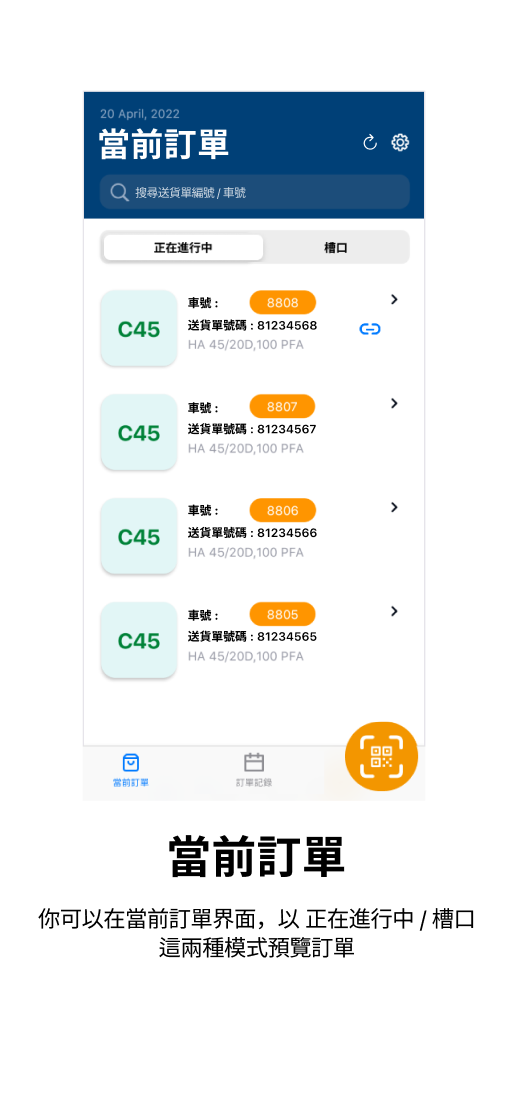 20 April, 2022
當前訂單
搜尋送貨單編號 / 車號
正在進行中 槽口
C45
車號 : 8808
送貨單號碼 : 81234568
HA 45/20D,100 PFA
C45
車號 : 8807
送貨單號碼 : 81234567
HA 45/20D,100 PFA
C45
車號 : 8806
送貨單號碼 : 81234566
HA 45/20D,100 PFA
C45
車號 : 8805
送貨單號碼 : 81234565
HA 45/20D,100 PFA
當前訂單 訂單記錄
當前訂單
你可以在當前訂單界面，以 正在進行中 / 槽口
這兩種模式預覽訂單